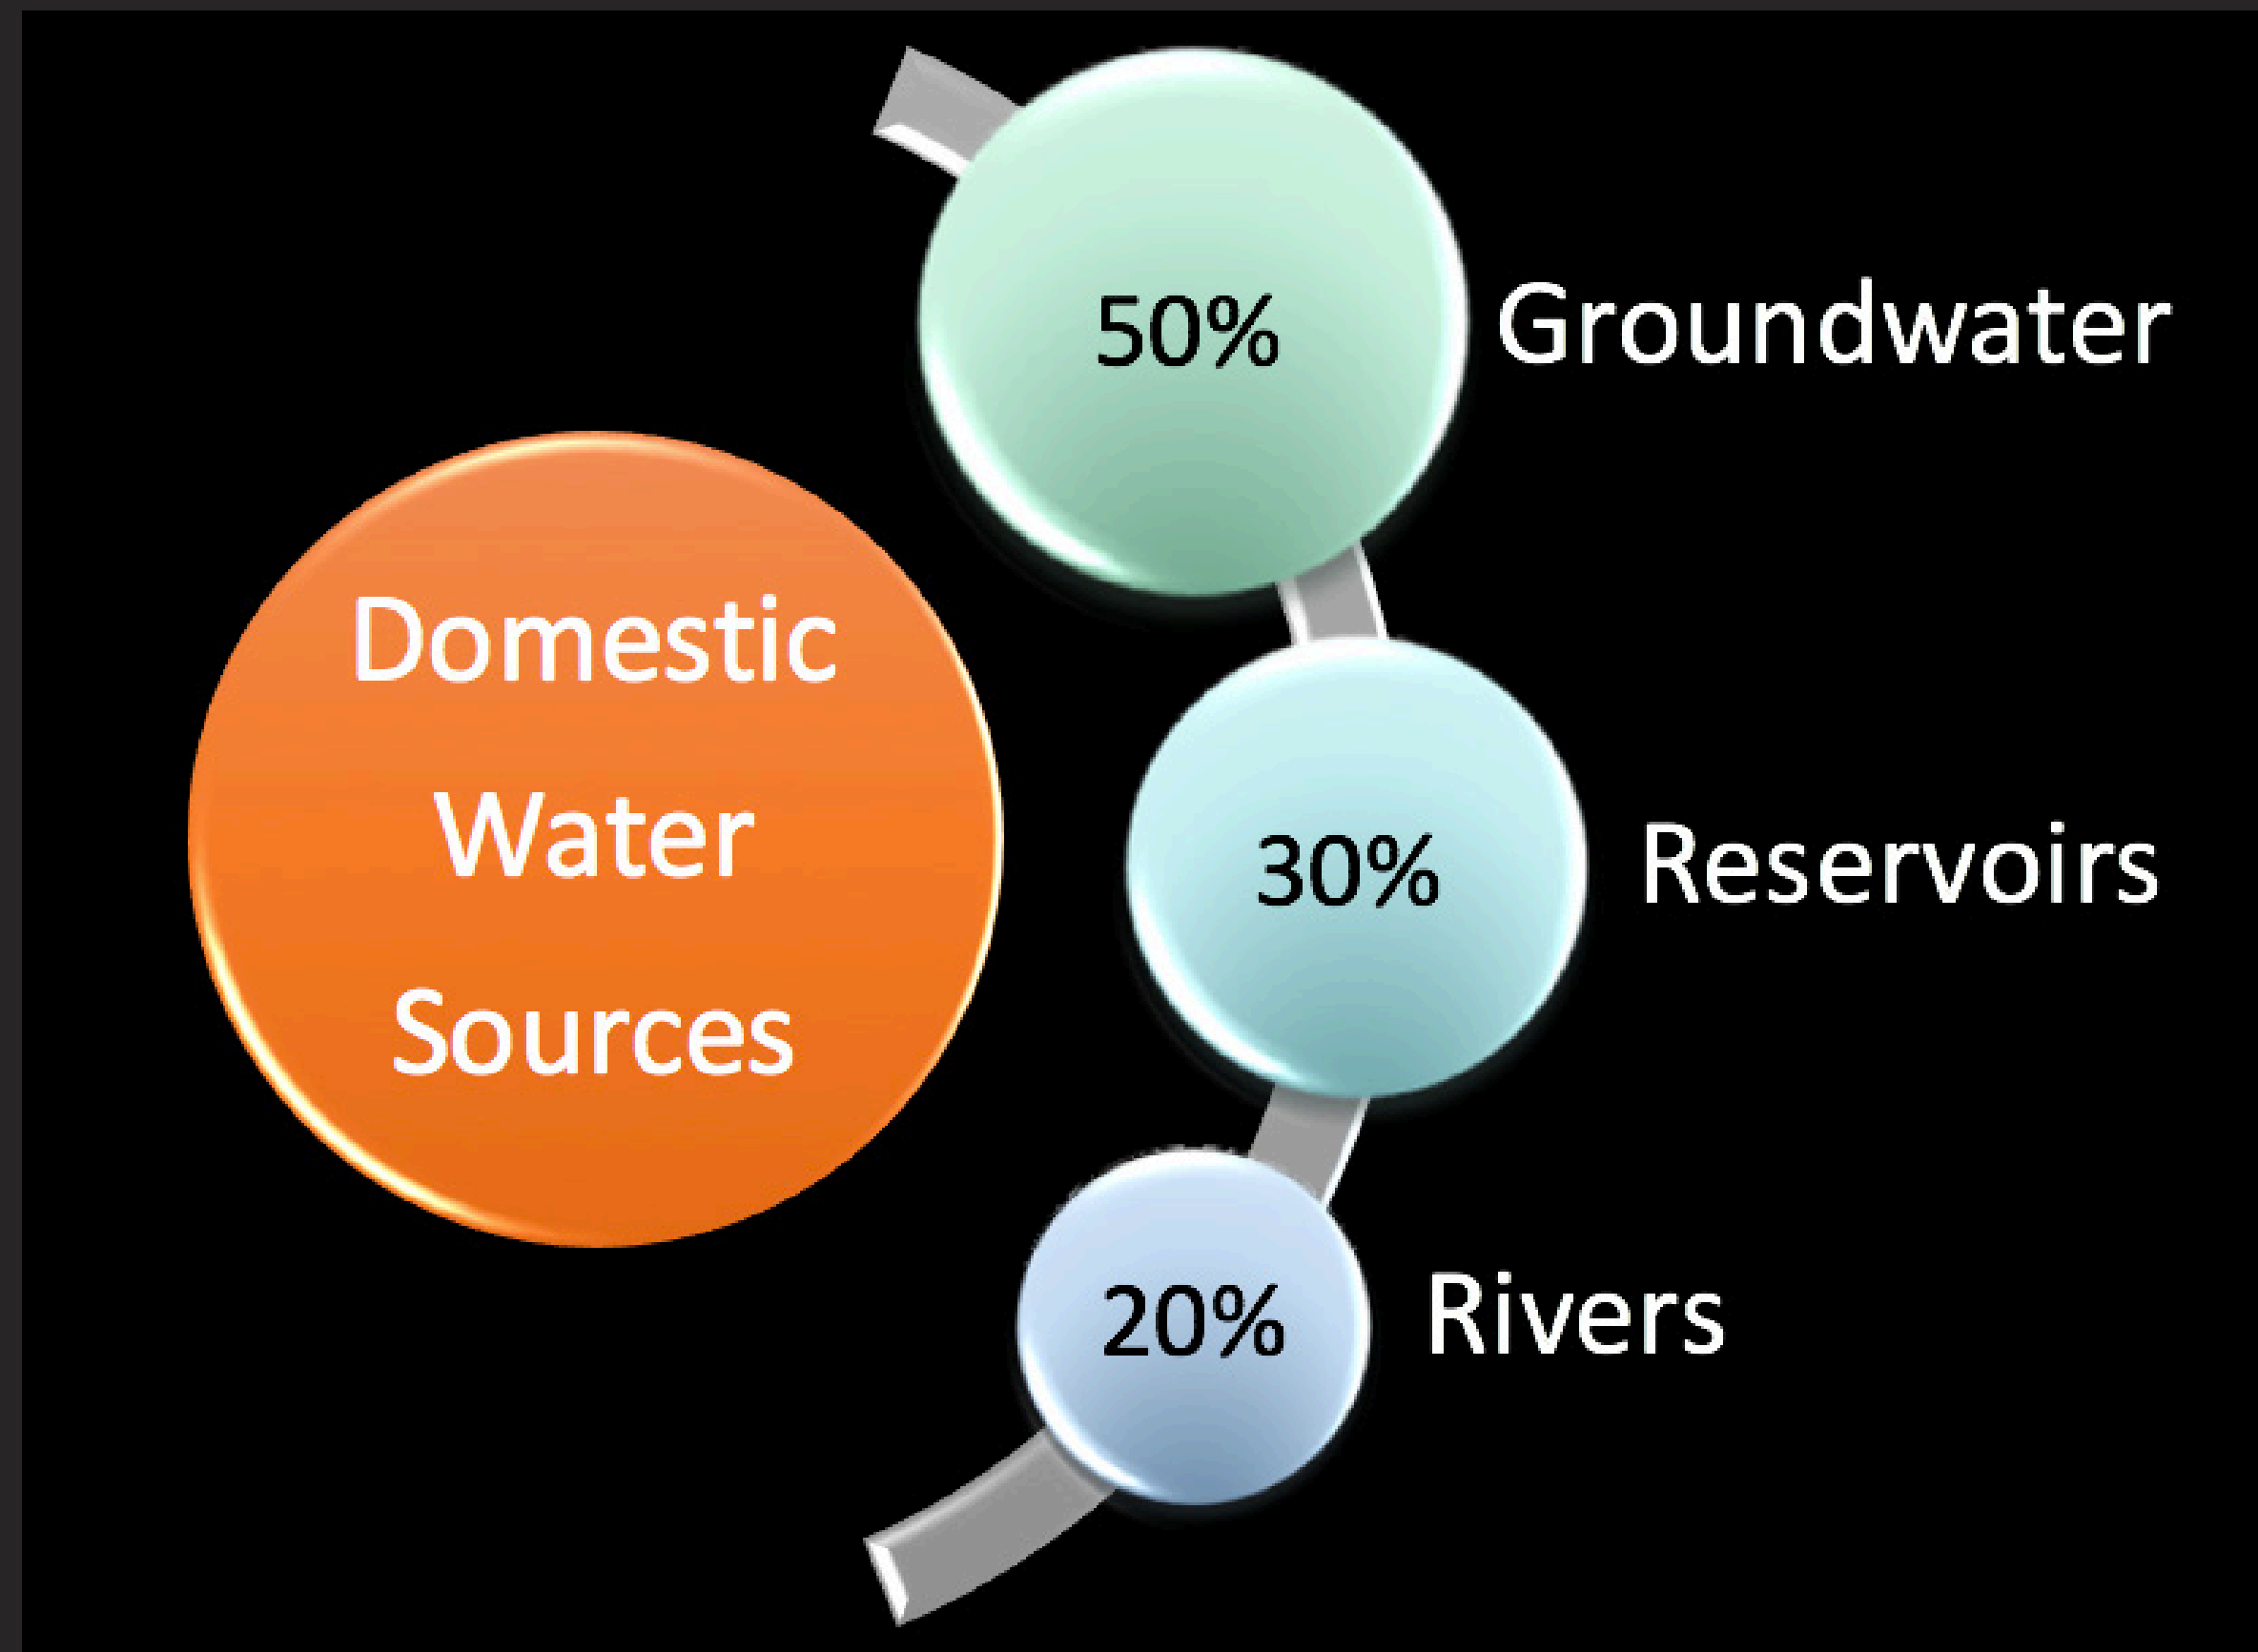 Domestic
Water
Sources
50%
Groundwater
30%
Reservoirs
20%
Rivers